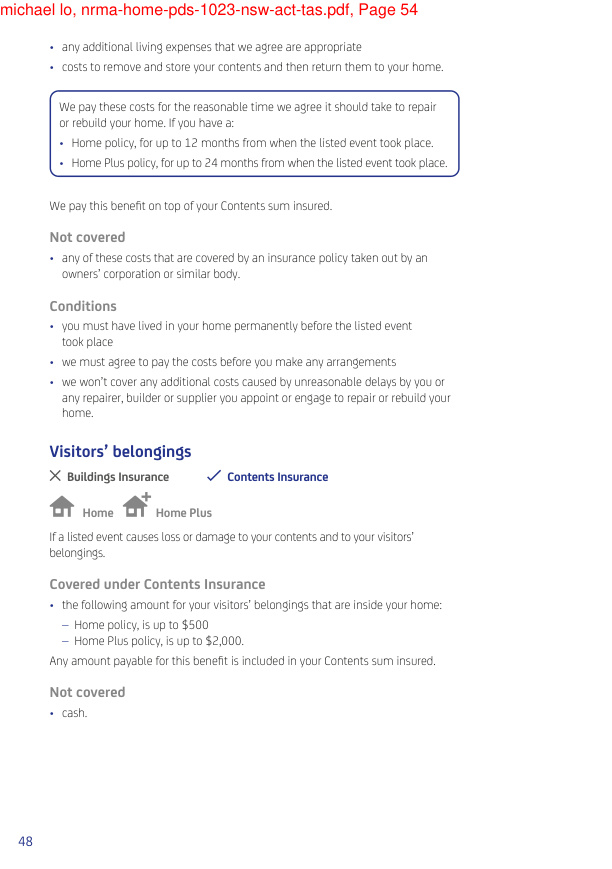 michael lo, nrma-home-pds-1023-nsw-act-tas.pdf, Page 54
• any additional living expenses that we agree are appropriate
• costs to remove and store your contents and then return them to your home.
We pay these costs for the reasonable time we agree it should take to repair
or rebuild your home. If you have a:
• Home policy, for up to 12 months from when the listed event took place.
• Home Plus policy, for up to 24 months from when the listed event took place.
We pay this benefit on top of your Contents sum insured.
Not covered
• any of these costs that are covered by an insurance policy taken out by an
owners' corporation or similar body.
Conditions
• you must have lived in your home permanently before the listed event
took place
• we must agree to pay the costs before you make any arrangements
• we won't cover any additional costs caused by unreasonable delays by you or
any repairer, builder or supplier you appoint or engage to repair or rebuild your
home.
Visitors' belongings
Buildings Insurance Contents Insurance
Home Home Plus
If a listed event causes loss or damage to your contents and to your visitors'
belongings.
Covered under Contents Insurance
• the following amount for your visitors' belongings that are inside your home:
– Home policy, is up to $500
– Home Plus policy, is up to $2,000.
Any amount payable for this benefit is included in your Contents sum insured.
Not covered
• cash.
48